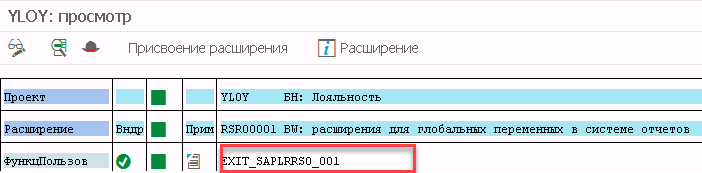 YLOY: просмотр
Присвоение расширения Расширение
Проект YLOY БН: Лояльность
Расширение Вндр Прим RSR00001 BW: расширения для глобальных переменных в системе отчетов
ФункцПользов EXIT_SAPLRRS0_001